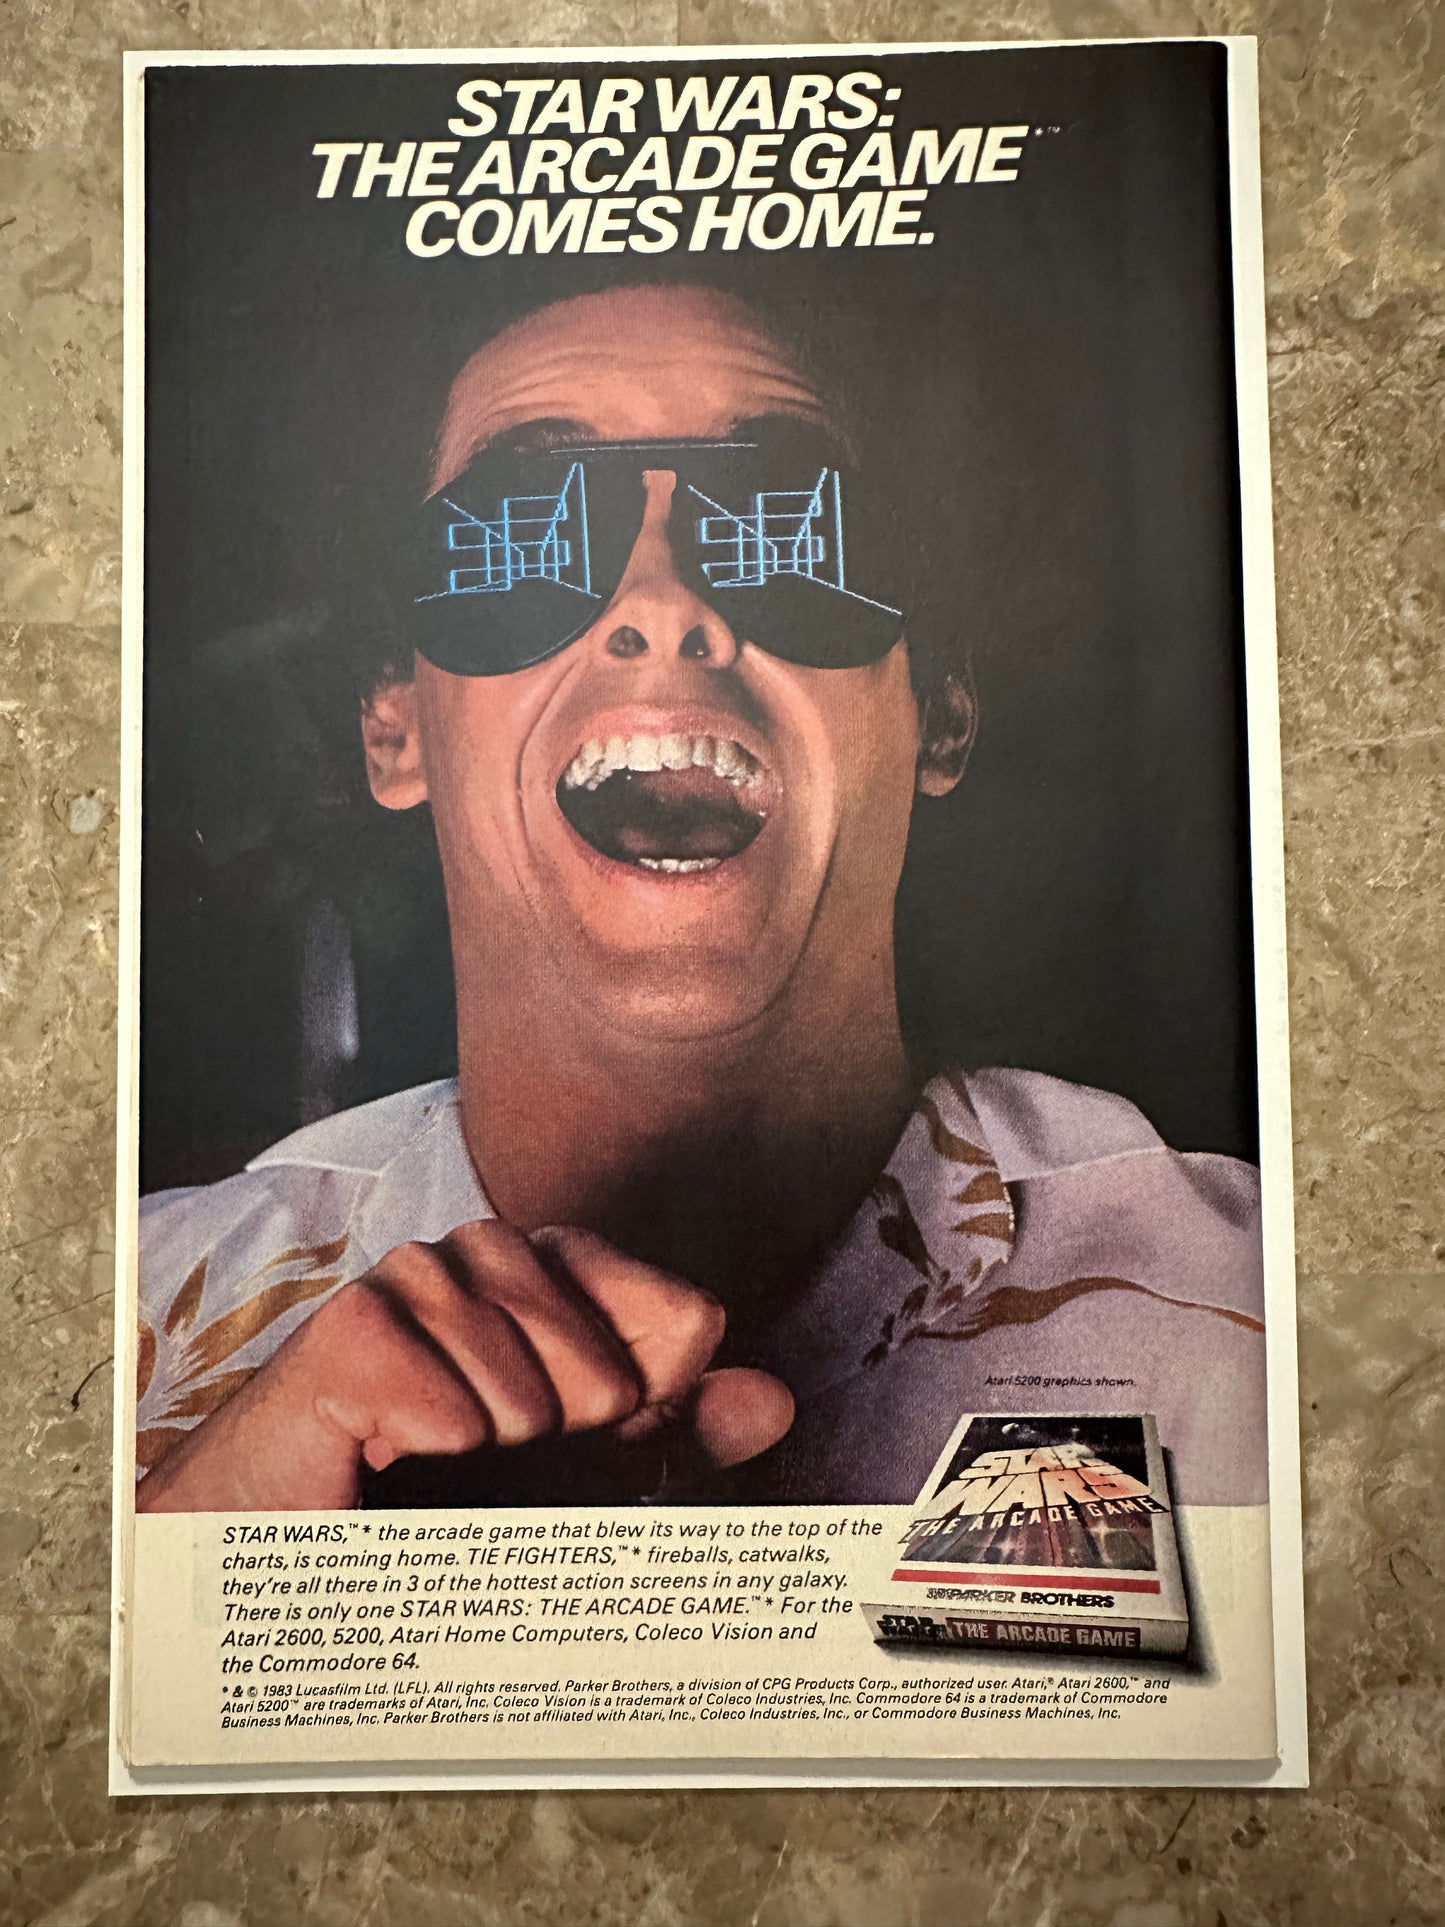 STAR WARS:
THE ARCADE GAME*™
COMES HOME.
Atari 5200 graphics shown.
STAR WARS
THE ARCADE GAME
PARKER BROTHERS
STAR WARS THE ARCADE GAME
STAR WARS,™* the arcade game that blew its way to the top of the
charts, is coming home. TIE FIGHTERS,™* fireballs, catwalks,
they're all there in 3 of the hottest action screens in any galaxy.
There is only one STAR WARS: THE ARCADE GAME.™* For the
Atari 2600, 5200, Atari Home Computers, Coleco Vision and
the Commodore 64.
* & © 1983 Lucasfilm Ltd. (LFL). All rights reserved, Parker Brothers, a division of CPG Products Corp., authorized user. Atari,® Atari 2600,™ and
Atari 5200™ are trademarks of Atari, Inc. Coleco Vision is a trademark of Coleco Industries, Inc. Commodore 64 is a trademark of Commodore
Business Machines, Inc. Parker Brothers is not affiliated with Atari, Inc., Coleco Industries, Inc., or Commodore Business Machines, Inc.